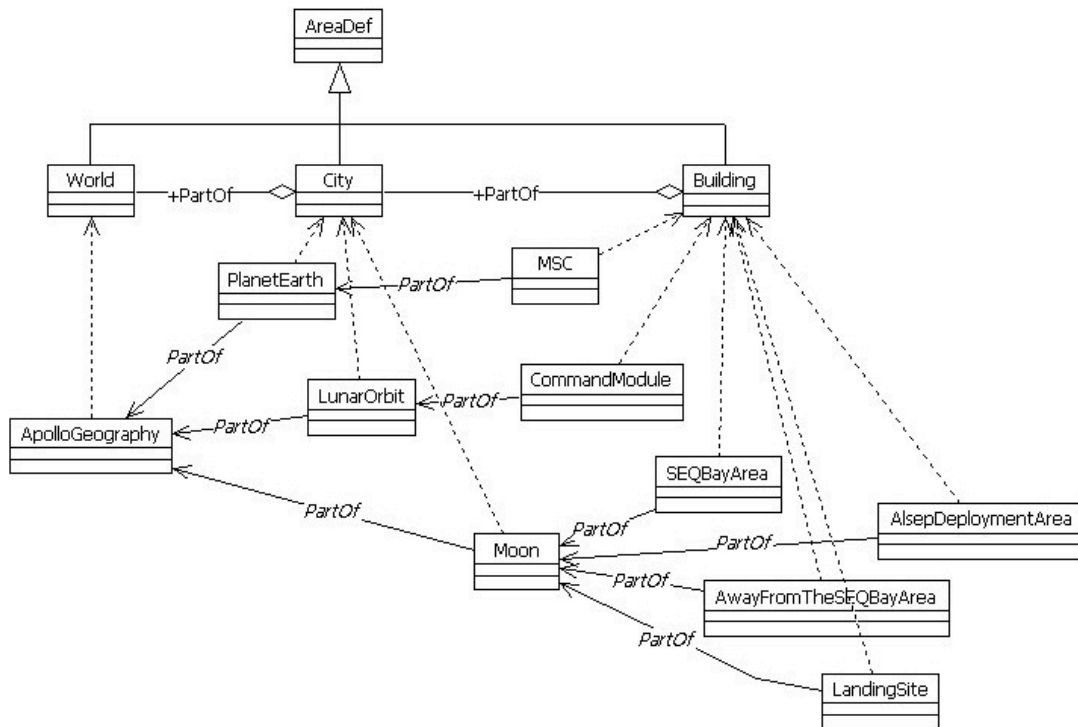 AreaDef
World
+PartOf
City
+PartOf
Building
PlanetEarth
PartOf
MSC
PartOf
LunarOrbit
PartOf
CommandModule
ApolloGeography
PartOf
SEQBayArea
PartOf
PartOf
AlsepDeploymentArea
PartOf
Moon
PartOf
AwayFromTheSEQBayArea
PartOf
LandingSite